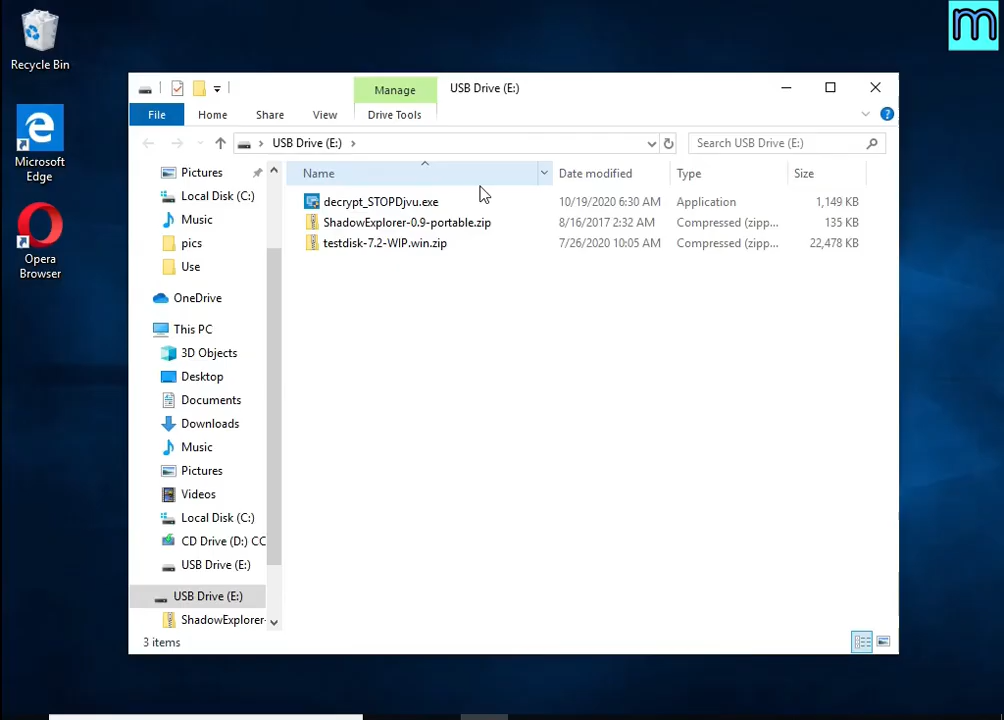 m
Recycle Bin
Microsoft
Edge
Opera
Browser
Manage
USB Drive (E:)
File
Home
Share
View
Drive Tools
USB Drive (E:)
Search USB Drive (E:)
Name
Date modified
Type
Size
decrypt_STOPDjvu.exe
10/19/2020 6:30 AM
Application
1,149 KB
ShadowExplorer-0.9-portable.zip
8/16/2017 2:32 AM
Compressed (zipp...
135 KB
testdisk-7.2-WIP.win.zip
7/26/2020 10:05 AM
Compressed (zipp...
22,478 KB
Pictures
Local Disk (C:)
Music
pics
Use
OneDrive
This PC
3D Objects
Desktop
Documents
Downloads
Music
Pictures
Videos
Local Disk (C:)
CD Drive (D:) CC
USB Drive (E:)
USB Drive (E:)
ShadowExplorer-
3 items